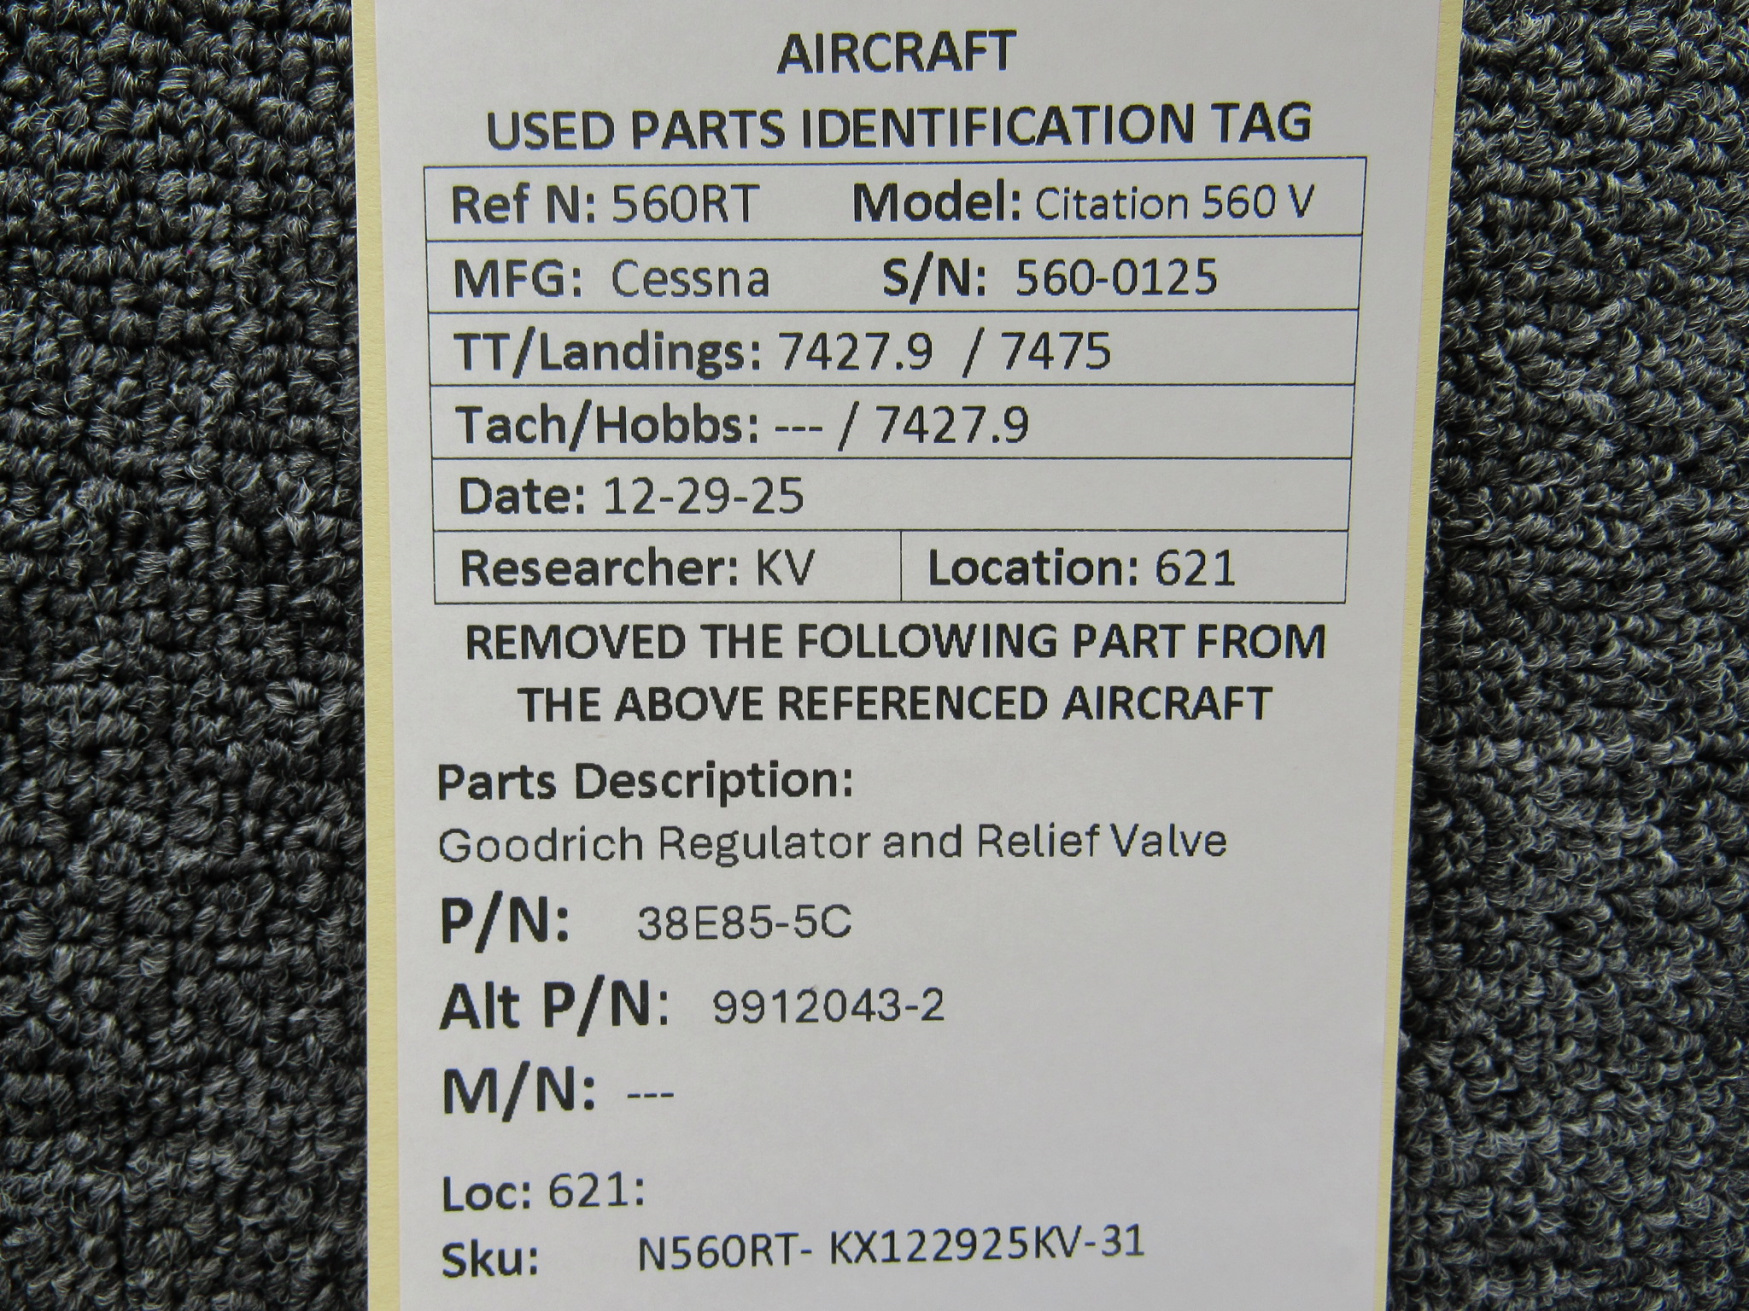 AIRCRAFT
USED PARTS IDENTIFICATION TAG
Ref N: 560RT Model: Citation 560 V
MFG: Cessna S/N: 560-0125
TT/Landings: 7427.9 / 7475
Tach/Hobbs: --- / 7427.9
Date: 12-29-25
Researcher: KV Location: 621
REMOVED THE FOLLOWING PART FROM
THE ABOVE REFERENCED AIRCRAFT
Parts Description:
Goodrich Regulator and Relief Valve
P/N: 38E85-5C
Alt P/N: 9912043-2
M/N: ---
Loc: 621:
Sku: N560RT- KX122925KV-31